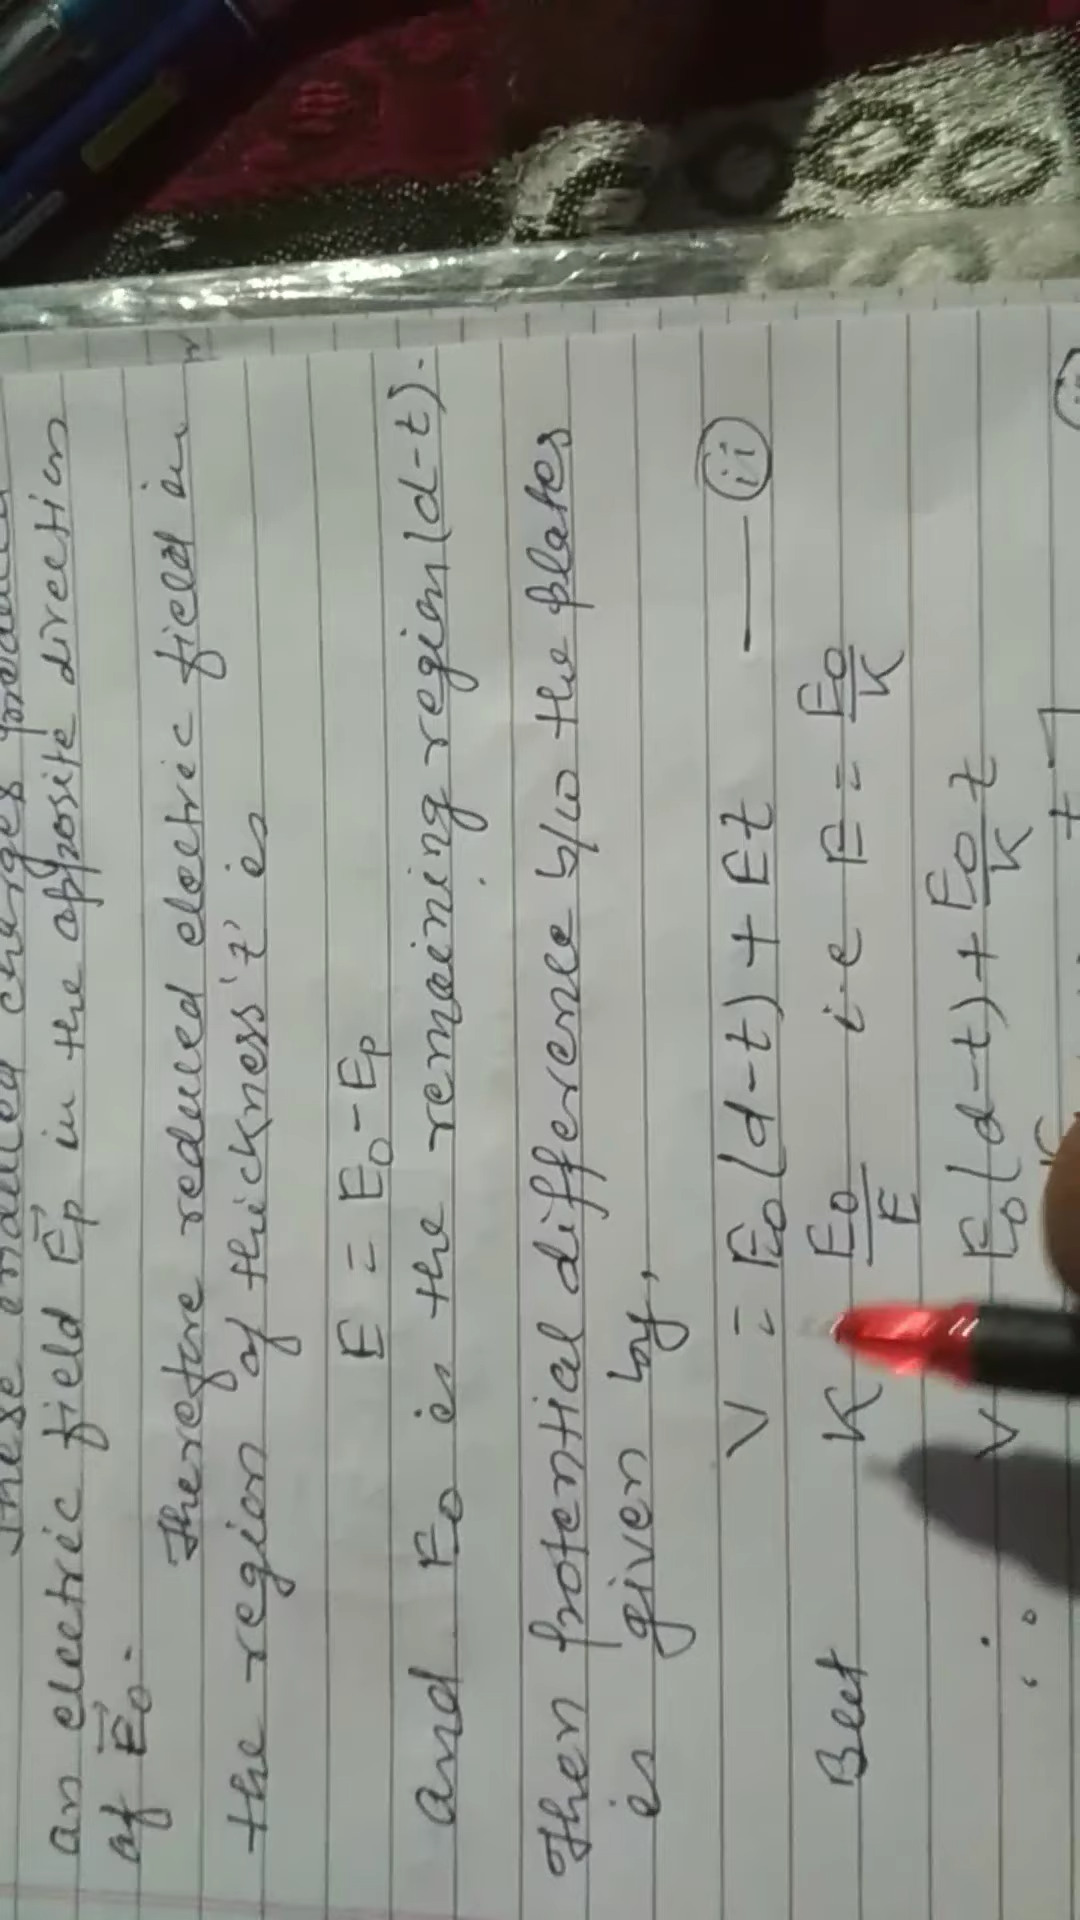 an electric field E⃗p in the opposite direction
of E⃗o.
Therefore reduced electric field in
the region of thickness 't' is
E = Eo - Ep
and Eo is the remaining region (d-t).
Then potential difference b/w the plates
is given by,
V = Eo(d-t) + Et — (ii)
But K = Eo/E i.e E = Eo/K
∴ V Eo(d-t) + Eo/K t